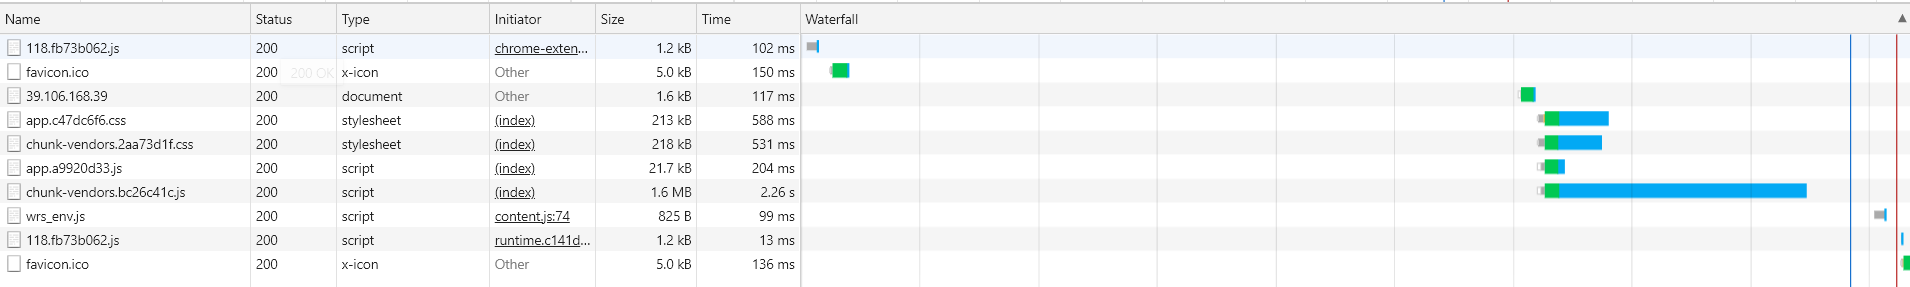 Name Status Type Initiator Size Time Waterfall
118.fb73b062.js 200 script chrome-exten... 1.2 kB 102 ms
favicon.ico 200 200 OK x-icon Other 5.0 kB 150 ms
39.106.168.39 200 document Other 1.6 kB 117 ms
app.c47dc6f6.css 200 stylesheet (index) 213 kB 588 ms
chunk-vendors.2aa73d1f.css 200 stylesheet (index) 218 kB 531 ms
app.a9920d33.js 200 script (index) 21.7 kB 204 ms
chunk-vendors.bc26c41c.js 200 script (index) 1.6 MB 2.26 s
wrs_env.js 200 script content.js:74 825 B 99 ms
118.fb73b062.js 200 script runtime.c141d... 1.2 kB 13 ms
favicon.ico 200 x-icon Other 5.0 kB 136 ms